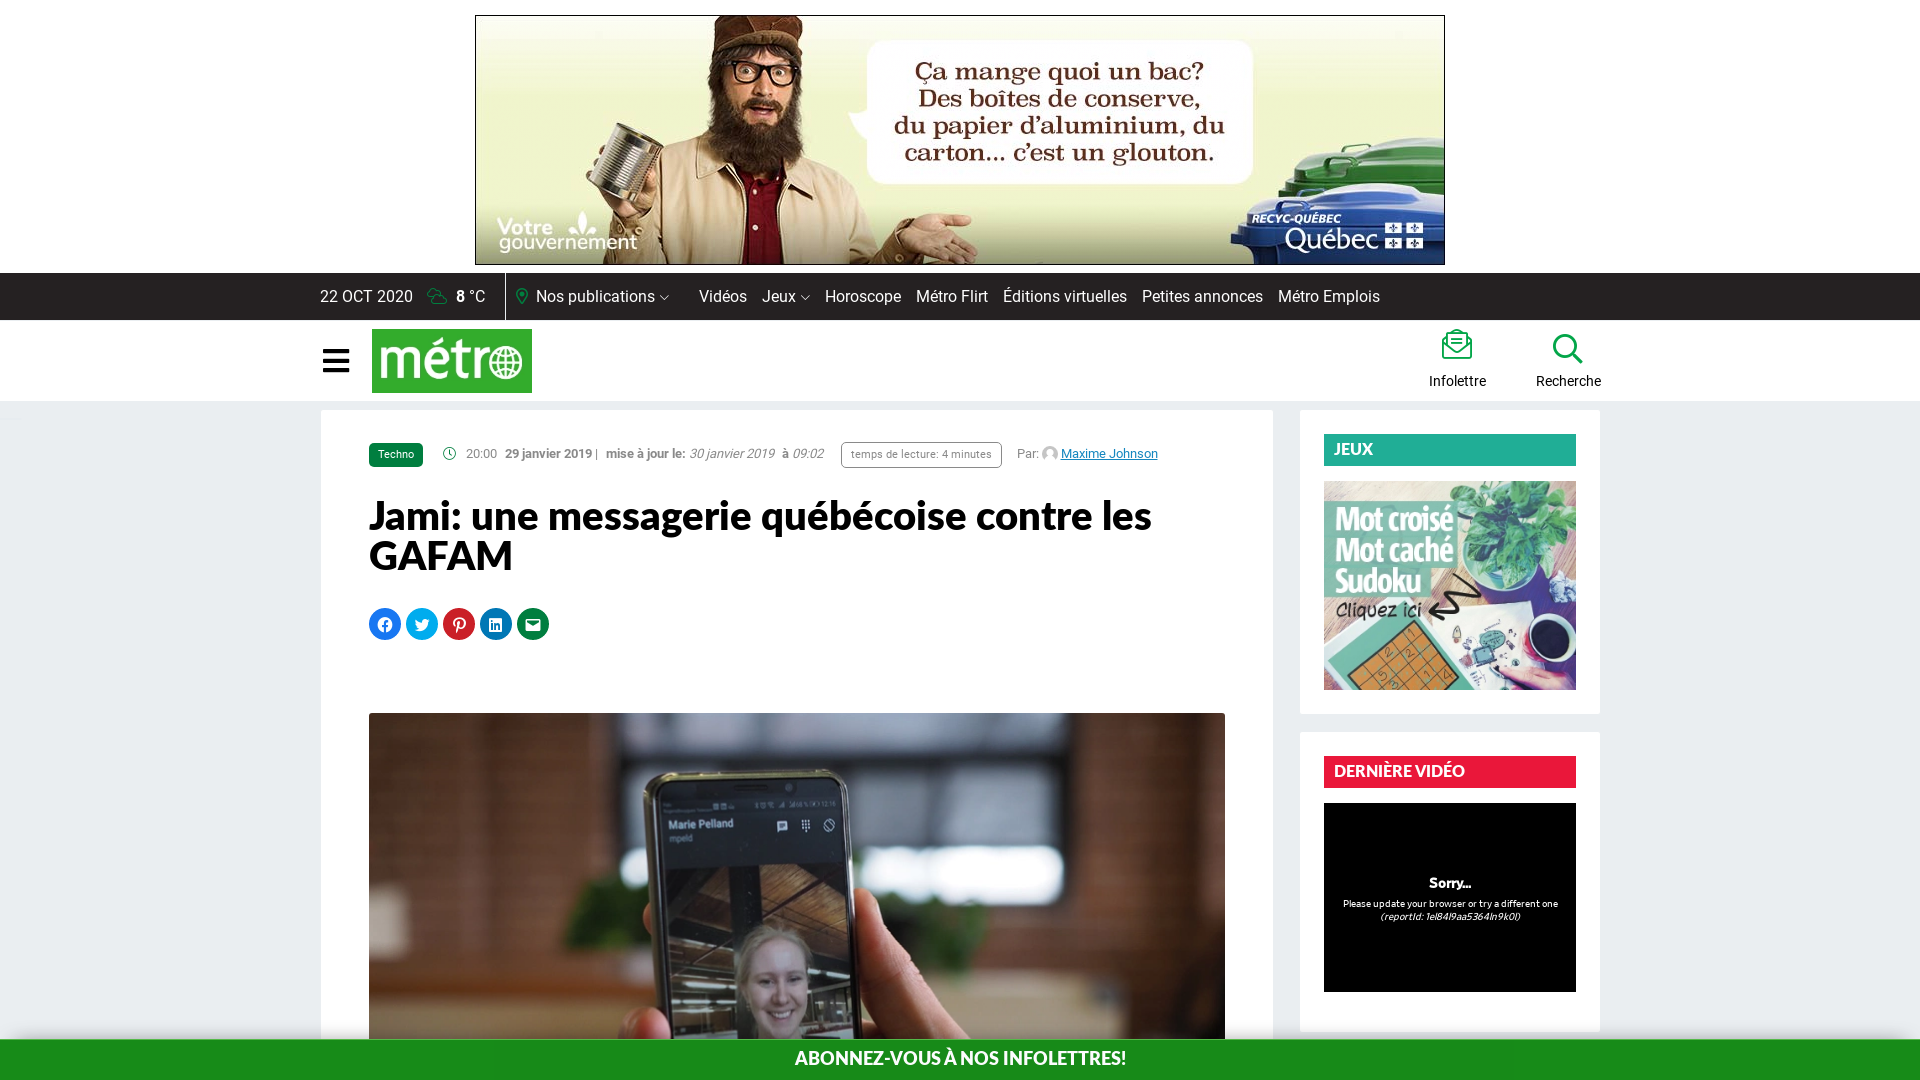 Ça mange quoi un bac?
Des boîtes de conserve,
du papier d'aluminium, du
carton... c'est un glouton.
Votre
gouvernement
RECYC-QUÉBEC
Québec
22 OCT 2020 8 °C Nos publications Vidéos Jeux Horoscope Métro Flirt Éditions virtuelles Petites annonces Métro Emplois
métro
Infolettre
Recherche
Techno 20:00 29 janvier 2019 | mise à jour le: 30 janvier 2019 à 09:02 temps de lecture: 4 minutes Par: Maxime Johnson
Jami: une messagerie québécoise contre les
GAFAM
Marie Pelland
mpeld
JEUX
Mot croisé
Mot caché
Sudoku
Cliquez ici
DERNIÈRE VIDÉO
Sorry...
Please update your browser or try a different one
(reportId: 1el84l9aa5364ln9k0l)
ABONNEZ-VOUS À NOS INFOLETTRES!